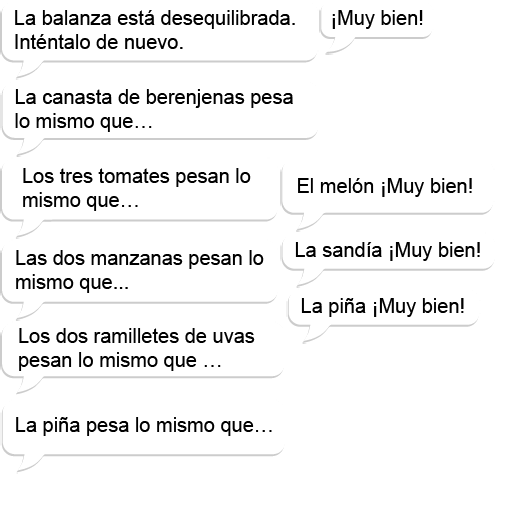 La balanza está desequilibrada.
Inténtalo de nuevo.
¡Muy bien!
La canasta de berenjenas pesa
lo mismo que…
Los tres tomates pesan lo
mismo que…
El melón ¡Muy bien!
Las dos manzanas pesan lo
mismo que...
La sandía ¡Muy bien!
La piña ¡Muy bien!
Los dos ramilletes de uvas
pesan lo mismo que …
La piña pesa lo mismo que…